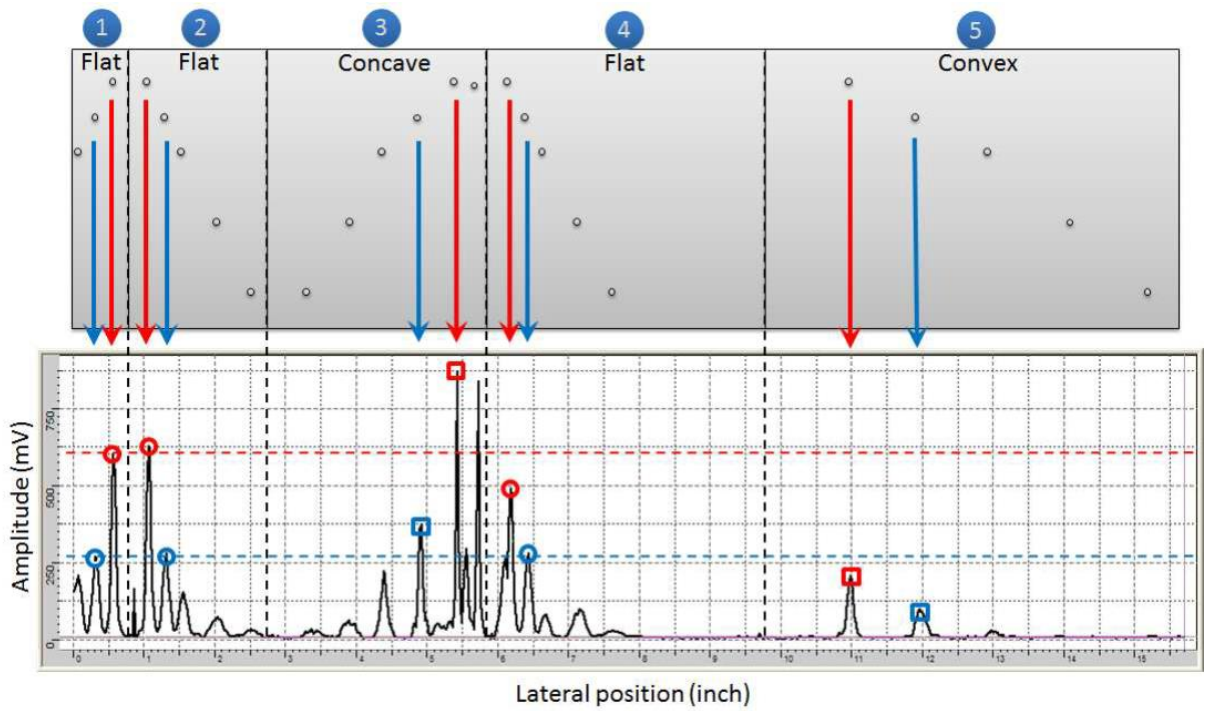 1 2 3 4 5
Flat Flat Concave Flat Convex
Amplitude (mV)
750
500
250
0
0 1 2 3 4 5 6 7 8 9 10 11 12 13 14 15
Lateral position (inch)